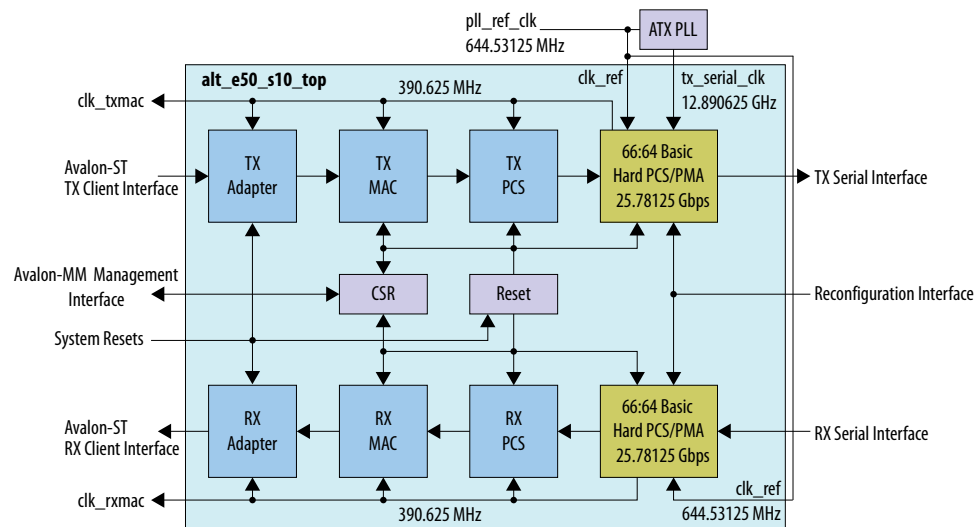 pll_ref_clk
644.53125 MHz
ATX PLL
alt_e50_s10_top
390.625 MHz
clk_ref
tx_serial_clk
12.890625 GHz
clk_txmac
Avalon-ST
TX Client Interface
TX
Adapter
TX
MAC
TX
PCS
66:64 Basic
Hard PCS/PMA
25.78125 Gbps
TX Serial Interface
Avalon-MM Management
Interface
CSR
Reset
Reconfiguration Interface
System Resets
Avalon-ST
RX Client Interface
RX
Adapter
RX
MAC
RX
PCS
66:64 Basic
Hard PCS/PMA
25.78125 Gbps
RX Serial Interface
clk_rxmac
390.625 MHz
clk_ref
644.53125 MHz